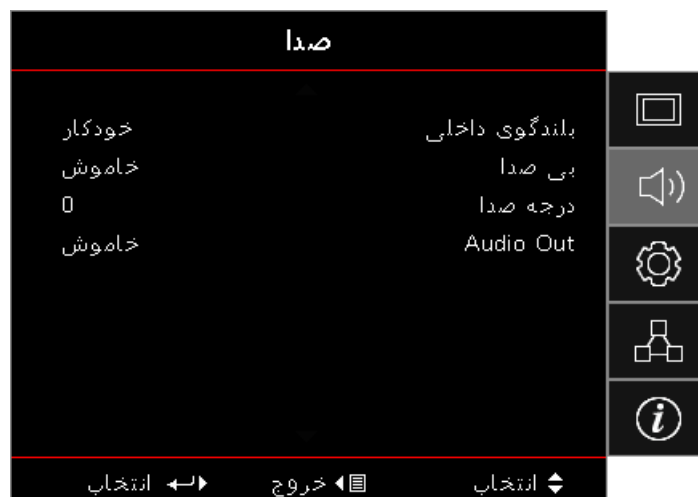 صدا
بلندگوی داخلی خودکار
بی صدا خاموش
درجه صدا 0
Audio Out خاموش
انتخاب خروج انتخاب